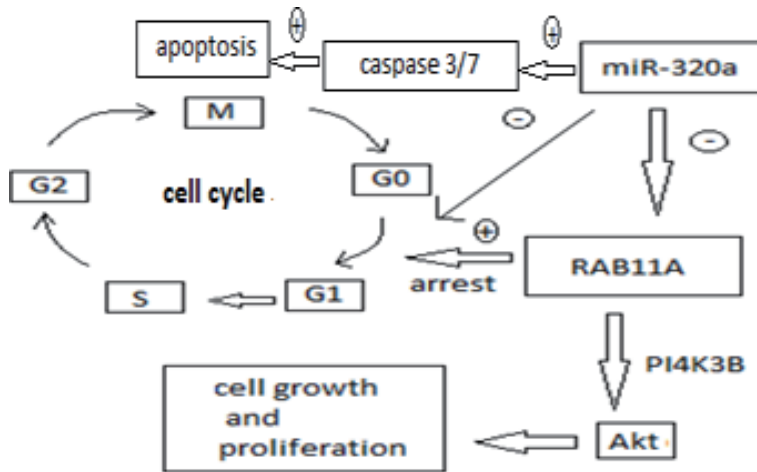 +
+
apoptosis
caspase 3/7
miR-320a
M
-
-
G2
cell cycle
G0
+
RAB11A
arrest
S
G1
PI4K3B
cell growth
and
proliferation
Akt